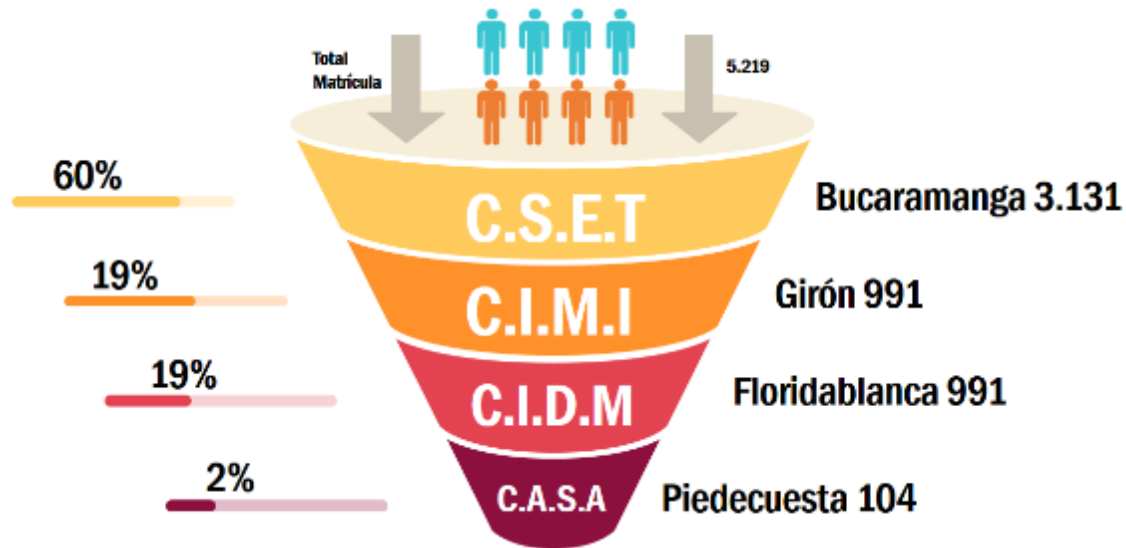 Total
Matrícula
5.219
60%
C.S.E.T
Bucaramanga 3.131
19%
C.I.M.I
Girón 991
19%
C.I.D.M
Floridablanca 991
2%
C.A.S.A
Piedecuesta 104